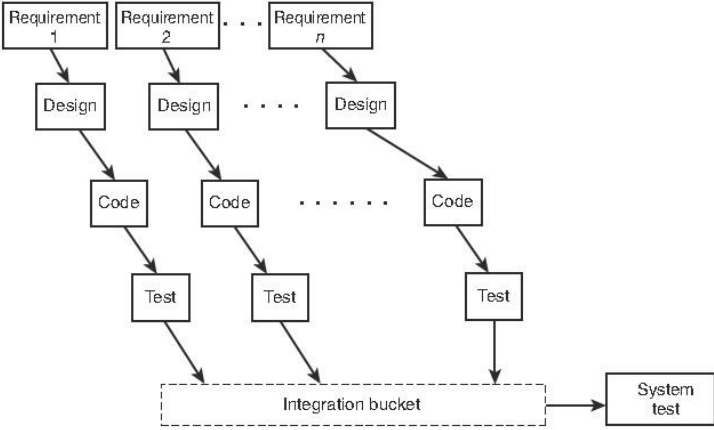 Requirement
1
Requirement
2
Requirement
n
Design
Design
Design
Code
Code
Code
Test
Test
Test
Integration bucket
System
test